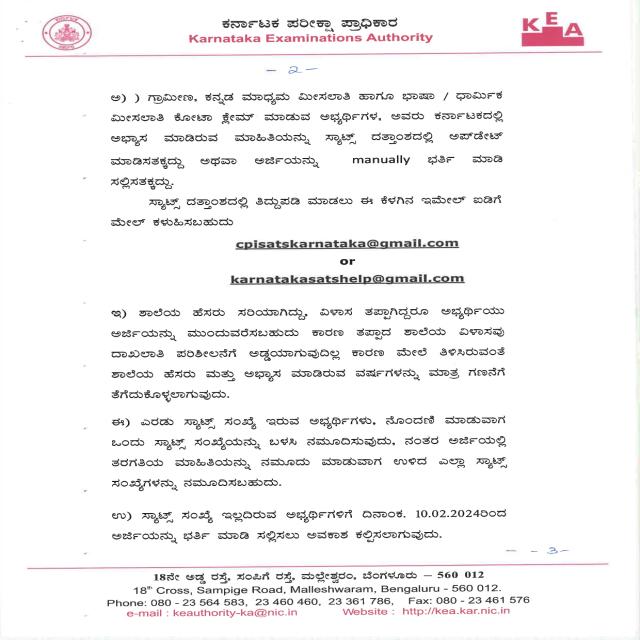 ಕರ್ನಾಟಕ ಪರೀಕ್ಷಾ ಪ್ರಾಧಿಕಾರ
Karnataka Examinations Authority
KEA
- 2 -
ಅ) ) ಗ್ರಾಮೀಣ, ಕನ್ನಡ ಮಾಧ್ಯಮ ಮೀಸಲಾತಿ ಹಾಗೂ ಭಾಷಾ / ಧಾರ್ಮಿಕ
ಮೀಸಲಾತಿ ಕೋಟಾ ಕ್ಲೇಮ್ ಮಾಡುವ ಅಭ್ಯರ್ಥಿಗಳ, ಅವರು ಕರ್ನಾಟಕದಲ್ಲಿ
ಅಭ್ಯಾಸ ಮಾಡಿರುವ ಮಾಹಿತಿಯನ್ನು ಸ್ಯಾಟ್ಸ್ ದತ್ತಾಂಶದಲ್ಲಿ ಅಪ್‌ಡೇಟ್
ಮಾಡಿಸತಕ್ಕದ್ದು ಅಥವಾ ಅರ್ಜಿಯನ್ನು manually ಭರ್ತಿ ಮಾಡಿ
ಸಲ್ಲಿಸತಕ್ಕದ್ದು.
ಸ್ಯಾಟ್ಸ್ ದತ್ತಾಂಶದಲ್ಲಿ ತಿದ್ದುಪಡಿ ಮಾಡಲು ಈ ಕೆಳಗಿನ ಇಮೇಲ್ ಐಡಿಗೆ
ಮೇಲ್ ಕಳುಹಿಸಬಹುದು
cpisatskarnataka@gmail.com
or
karnatakasatshelp@gmail.com
ಇ) ಶಾಲೆಯ ಹೆಸರು ಸರಿಯಾಗಿದ್ದು, ವಿಳಾಸ ತಪ್ಪಾಗಿದ್ದರೂ ಅಭ್ಯರ್ಥಿಯು
ಅರ್ಜಿಯನ್ನು ಮುಂದುವರೆಸಬಹುದು ಕಾರಣ ತಪ್ಪಾದ ಶಾಲೆಯ ವಿಳಾಸವು
ದಾಖಲಾತಿ ಪರಿಶೀಲನೆಗೆ ಅಡ್ಡಯಾಗುವುದಿಲ್ಲ ಕಾರಣ ಮೇಲೆ ತಿಳಿಸಿರುವಂತೆ
ಶಾಲೆಯ ಹೆಸರು ಮತ್ತು ಅಭ್ಯಾಸ ಮಾಡಿರುವ ವರ್ಷಗಳನ್ನು ಮಾತ್ರ ಗಣನೆಗೆ
ತೆಗೆದುಕೊಳ್ಳಲಾಗುವುದು.
ಈ) ಎರಡು ಸ್ಯಾಟ್ಸ್ ಸಂಖ್ಯೆ ಇರುವ ಅಭ್ಯರ್ಥಿಗಳು, ನೊಂದಣಿ ಮಾಡುವಾಗ
ಒಂದು ಸ್ಯಾಟ್ಸ್ ಸಂಖ್ಯೆಯನ್ನು ಬಳಸಿ ನಮೂದಿಸುವುದು, ನಂತರ ಅರ್ಜಿಯಲ್ಲಿ
ತರಗತಿಯ ಮಾಹಿತಿಯನ್ನು ನಮೂದು ಮಾಡುವಾಗ ಉಳಿದ ಎಲ್ಲಾ ಸ್ಯಾಟ್ಸ್
ಸಂಖ್ಯೆಗಳನ್ನು ನಮೂದಿಸಬಹುದು.
ಉ) ಸ್ಯಾಟ್ಸ್ ಸಂಖ್ಯೆ ಇಲ್ಲದಿರುವ ಅಭ್ಯರ್ಥಿಗಳಿಗೆ ದಿನಾಂಕ. 10.02.2024ರಿಂದ
ಅರ್ಜಿಯನ್ನು ಭರ್ತಿ ಮಾಡಿ ಸಲ್ಲಿಸಲು ಅವಕಾಶ ಕಲ್ಪಿಸಲಾಗುವುದು.
- - 3 -
18ನೇ ಅಡ್ಡ ರಸ್ತೆ, ಸಂಪಿಗೆ ರಸ್ತೆ, ಮಲ್ಲೇಶ್ವರಂ, ಬೆಂಗಳೂರು – 560 012
18th Cross, Sampige Road, Malleshwaram, Bengaluru - 560 012.
Phone: 080 - 23 564 583, 23 460 460, 23 361 786, Fax: 080 - 23 461 576
e-mail : keauthority-ka@nic.in Website : http://kea.kar.nic.in